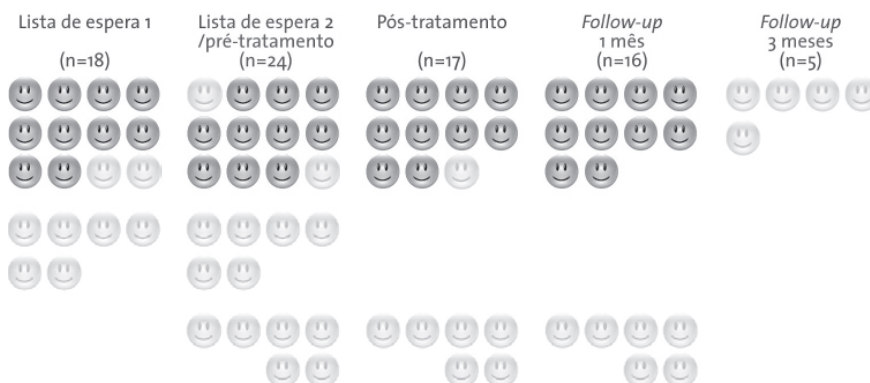 Lista de espera 1
(n=18)
Lista de espera 2
/pré-tratamento
(n=24)
Pós-tratamento
(n=17)
Follow-up
1 mês
(n=16)
Follow-up
3 meses
(n=5)